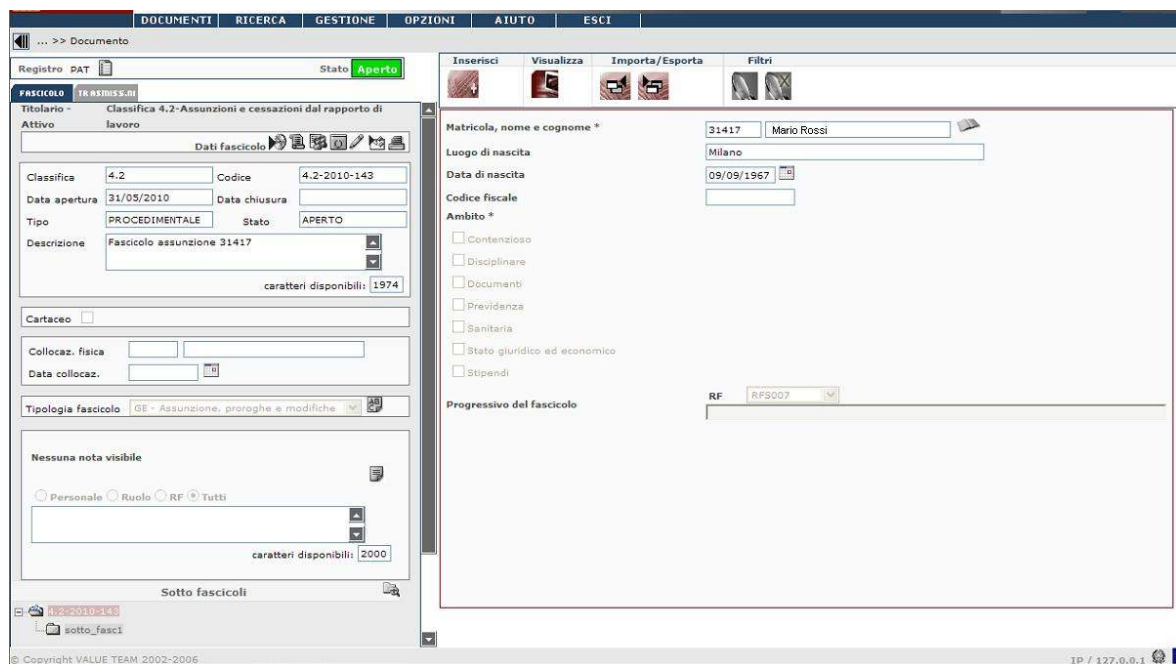 DOCUMENTI RICERCA GESTIONE OPZIONI AIUTO ESCI
... >> Documento
Registro PAT Stato Aperto
FASCICOLO TRASMISS.NI
Titolario - Attivo
Classifica 4.2-Assunzioni e cessazioni dal rapporto di lavoro
Dati fascicolo
Classifica 4.2 Codice 4.2-2010-143
Data apertura 31/05/2010 Data chiusura
Tipo PROCEDIMENTALE Stato APERTO
Descrizione Fascicolo assunzione 31417
caratteri disponibili: 1974
Cartaceo
Collocaz. fisica
Data collocaz.
Tipologia fascicolo GE - Assunzione, proroghe e modifiche
Nessuna nota visibile
Personale Ruolo RF Tutti
caratteri disponibili: 2000
Sotto fascicoli
4.2-2010-143
sotto_fasc1
Inserisci Visualizza Importa/Esporta Filtri
Matricola, nome e cognome * 31417 Mario Rossi
Luogo di nascita Milano
Data di nascita 09/09/1967
Codice fiscale
Ambito *
Contenzioso
Disciplinare
Documenti
Previdenza
Sanitaria
Stato giuridico ed economico
Stipendi
Progressivo del fascicolo RF RFS007
© Copyright VALUE TEAM 2002-2006
IP / 127.0.0.1